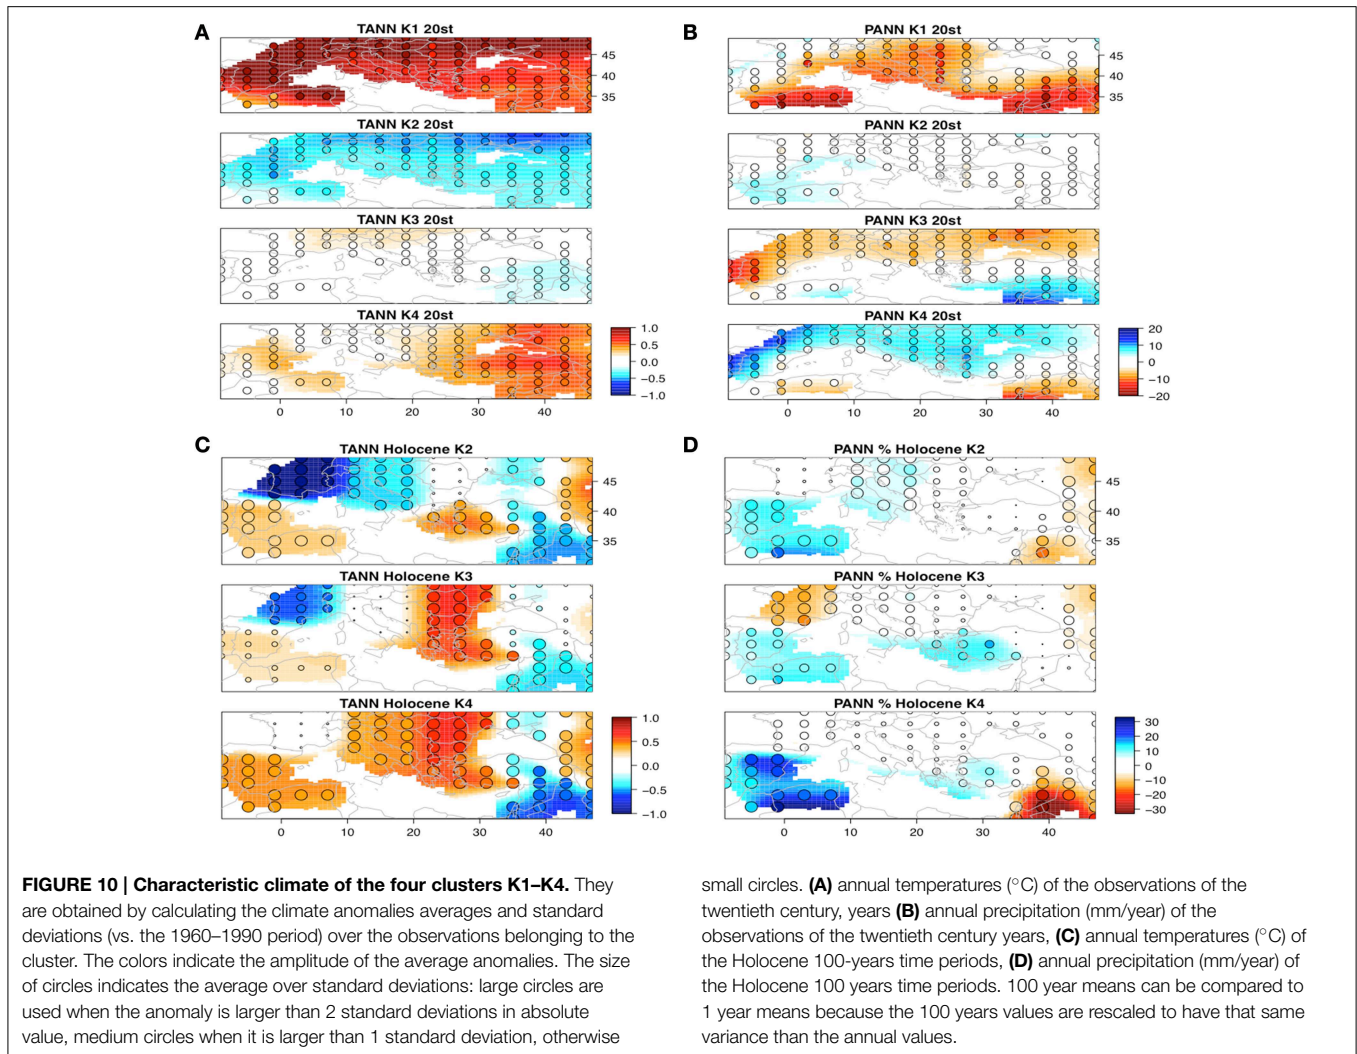 A
TANN K1 20st
45
40
35
TANN K2 20st
TANN K3 20st
TANN K4 20st
1.0
0.5
0.0
−0.5
−1.0
0
10
20
30
40
B
PANN K1 20st
45
40
35
PANN K2 20st
PANN K3 20st
PANN K4 20st
20
10
0
−10
−20
0
10
20
30
40
C
TANN Holocene K2
45
40
35
TANN Holocene K3
TANN Holocene K4
1.0
0.5
0.0
−0.5
−1.0
0
10
20
30
40
D
PANN % Holocene K2
45
40
35
PANN % Holocene K3
PANN % Holocene K4
30
20
10
0
−10
−20
−30
0
10
20
30
40
FIGURE 10 | Characteristic climate of the four clusters K1–K4. They
are obtained by calculating the climate anomalies averages and standard
deviations (vs. the 1960–1990 period) over the observations belonging to the
cluster. The colors indicate the amplitude of the average anomalies. The size
of circles indicates the average over standard deviations: large circles are
used when the anomaly is larger than 2 standard deviations in absolute
value, medium circles when it is larger than 1 standard deviation, otherwise
small circles. (A) annual temperatures (°C) of the observations of the
twentieth century, years (B) annual precipitation (mm/year) of the
observations of the twentieth century years, (C) annual temperatures (°C) of
the Holocene 100-years time periods, (D) annual precipitation (mm/year) of
the Holocene 100 years time periods. 100 year means can be compared to
1 year means because the 100 years values are rescaled to have that same
variance than the annual values.